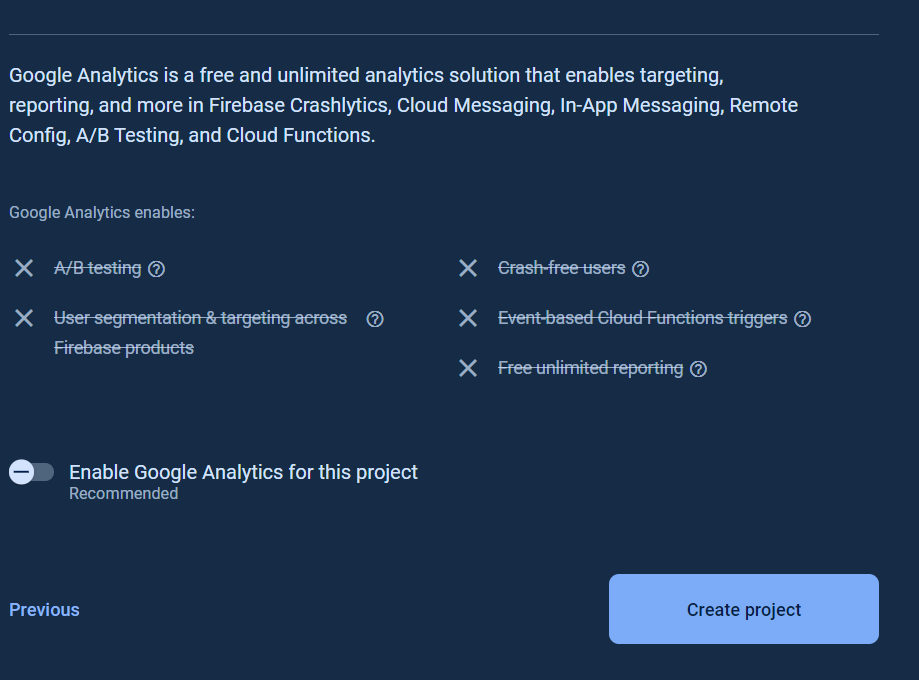 Google Analytics is a free and unlimited analytics solution that enables targeting,
reporting, and more in Firebase Crashlytics, Cloud Messaging, In-App Messaging, Remote
Config, A/B Testing, and Cloud Functions.
Google Analytics enables:
A/B testing
Crash-free users
User segmentation & targeting across
Firebase products
Event-based Cloud Functions triggers
Free unlimited reporting
Enable Google Analytics for this project
Recommended
Previous
Create project